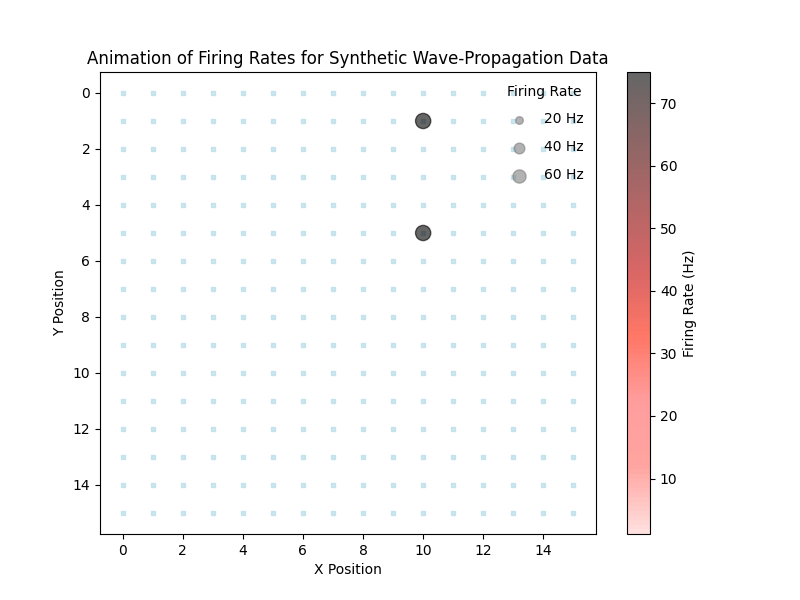 Animation of Firing Rates for Synthetic Wave-Propagation Data
Firing Rate
20 Hz
40 Hz
60 Hz
0
2
4
6
8
10
12
14
Y Position
0 2 4 6 8 10 12 14
X Position
70
60
50
40
30
20
10
Firing Rate (Hz)